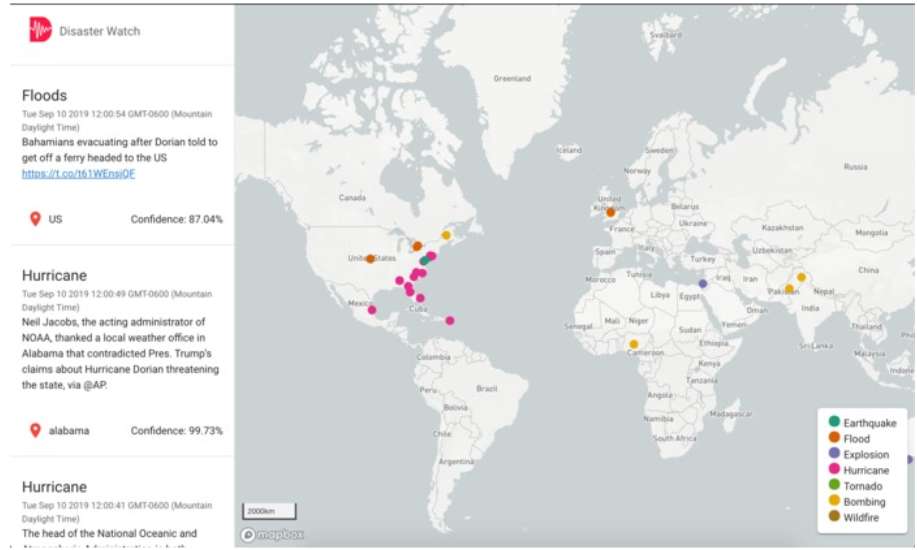 Disaster Watch
Floods
Tue Sep 10 2019 12:00:54 GMT-0600 (Mountain
Daylight Time)
Bahamians evacuating after Dorian told to
get off a ferry headed to the US
https://t.co/t61WEnsjQF
US Confidence: 87.04%
Hurricane
Tue Sep 10 2019 12:00:49 GMT-0600 (Mountain
Daylight Time)
Neil Jacobs, the acting administrator of
NOAA, thanked a local weather office in
Alabama that contradicted Pres. Trump's
claims about Hurricane Dorian threatening
the state, via @AP.
alabama Confidence: 99.73%
Hurricane
Tue Sep 10 2019 12:00:41 GMT-0600 (Mountain
Daylight Time)
The head of the National Oceanic and
Svalbard
Greenland
Iceland
Sweden
Norway
Russia
Canada
United
Kingdom
Belarus
Ukraine
France
Kazakhstan
Mongolia
Uzbekistan
Spain
Italy
Turkey
United States
China
Morocco
Tunisia
Iraq
Iran
Pakistan
Nepal
Libya
Egypt
Mexico
Cuba
Oman
India
Mali
Niger
Sudan
Yemen
Thailand
Senegal
Cameroon
Ethiopia
Sri Lanka
Malaysia
Colombia
Kenya
Tanzania
Peru
Brazil
Angola
Bolivia
Namibia
Madagascar
Chile
South Africa
Argentina
Earthquake
Flood
Explosion
Hurricane
Tornado
Bombing
Wildfire
2000km
mapbox